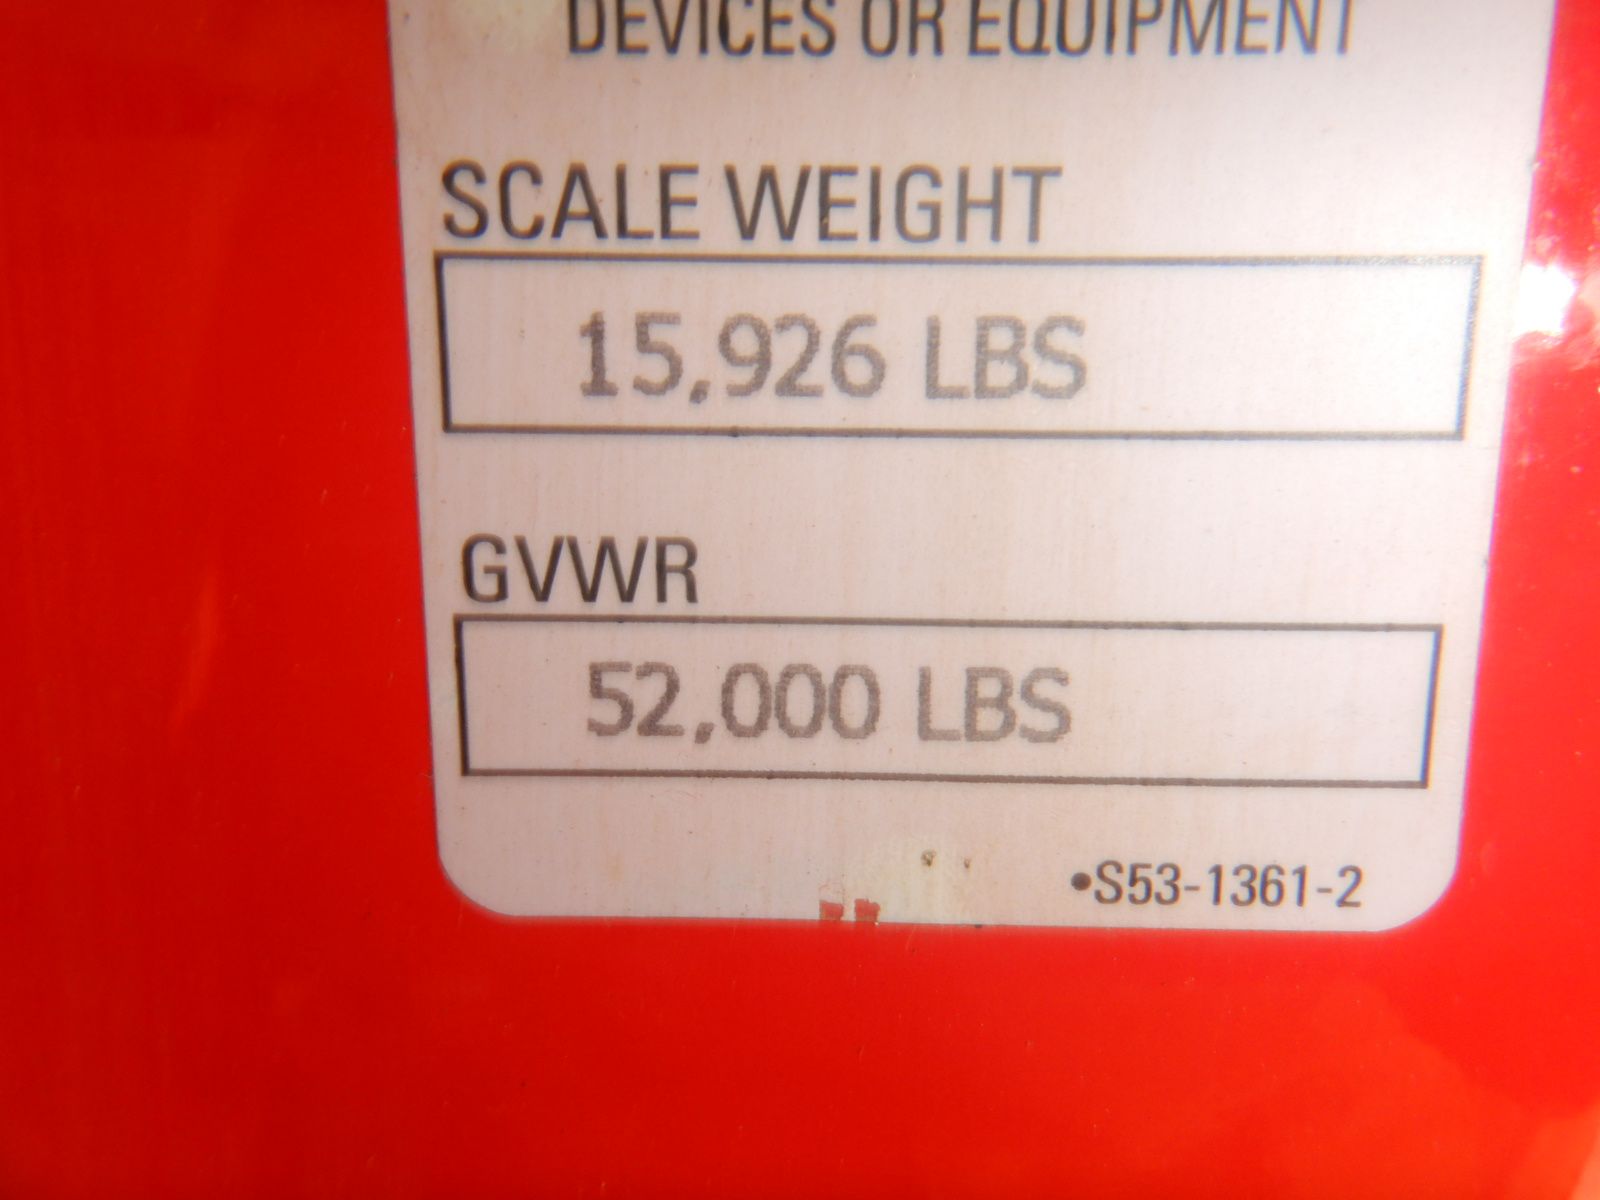 DEVICES OR EQUIPMENT
SCALE WEIGHT
15,926 LBS
GVWR
52,000 LBS
•S53-1361-2